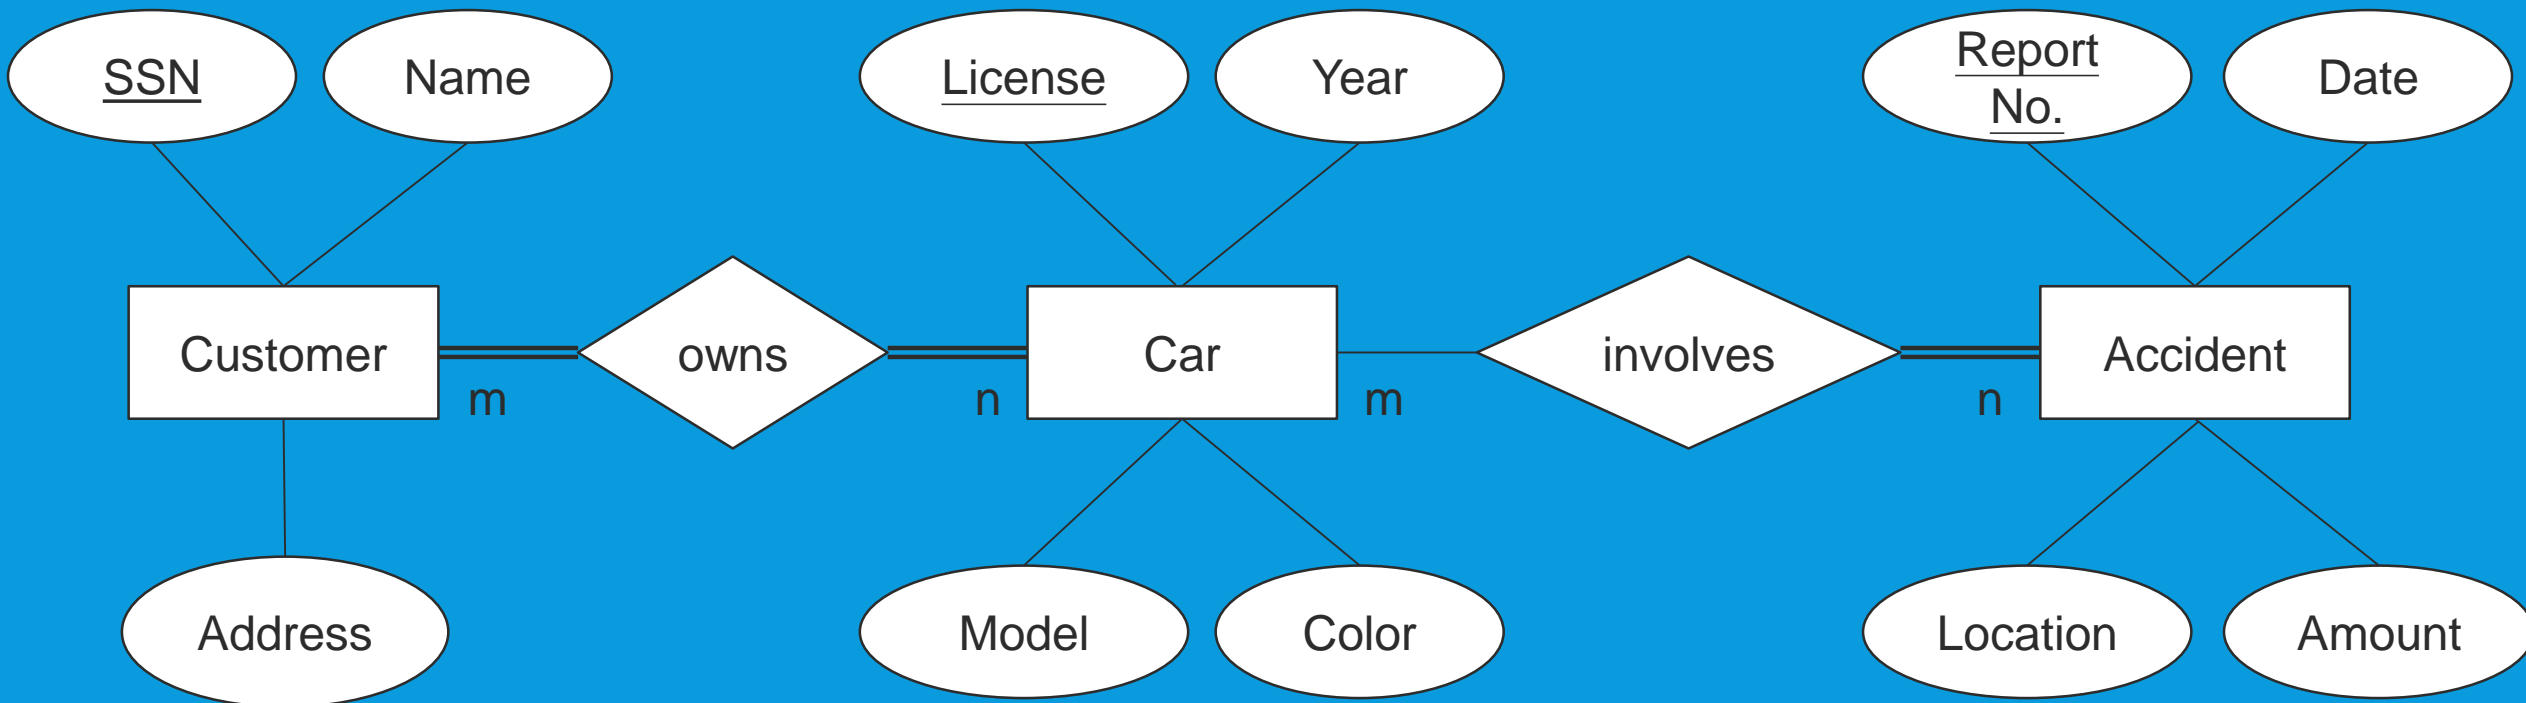 SSN
Name
License
Year
Report
No.
Date
Customer
owns
Car
involves
Accident
m
n
m
n
Address
Model
Color
Location
Amount